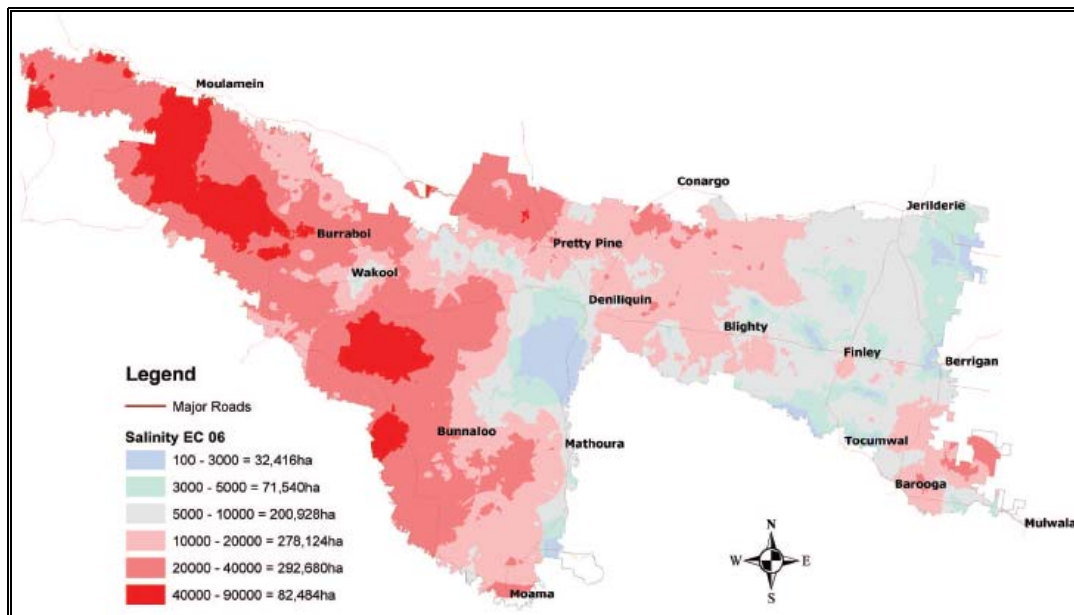 Moulamein
Conargo
Jerilderie
Burraboi
Pretty Pine
Wakool
Deniliquin
Blighty
Finley
Berrigan
Bunnaloo
Mathoura
Tocumwal
Barooga
Mulwala
Moama
Legend
Major Roads
Salinity EC 06
100 - 3000 = 32,416ha
3000 - 5000 = 71,540ha
5000 - 10000 = 200,928ha
10000 - 20000 = 278,124ha
20000 - 40000 = 292,680ha
40000 - 90000 = 82,484ha
N
W E
S